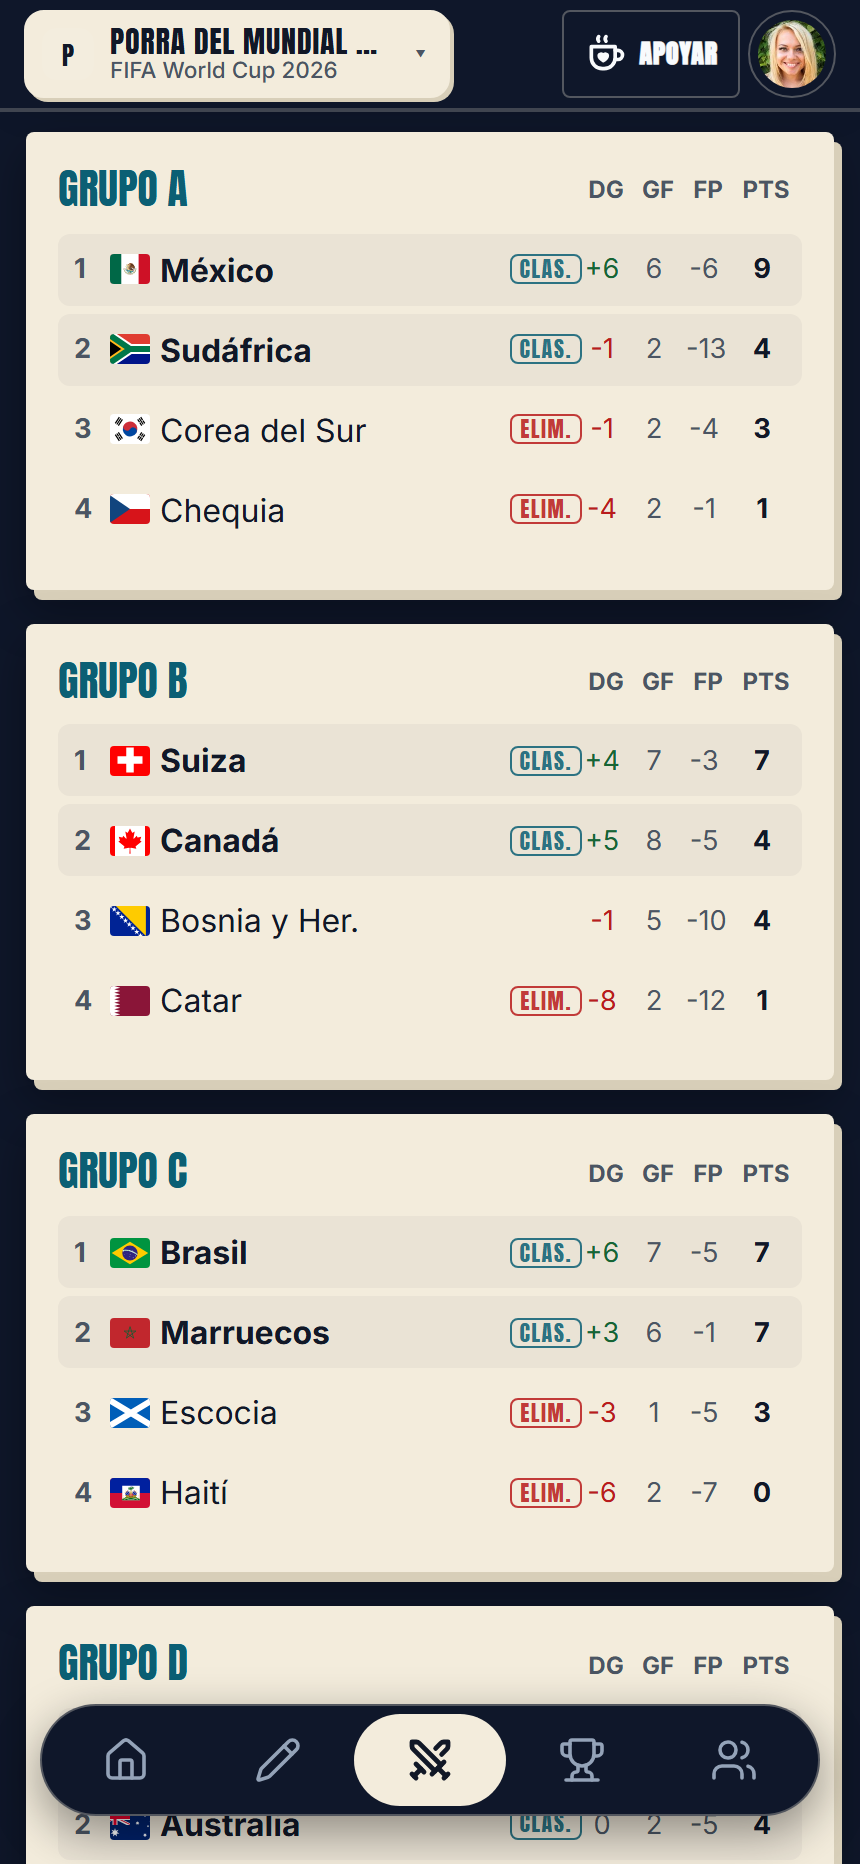 P
PORRA DEL MUNDIAL ...
FIFA World Cup 2026
APOYAR
GRUPO A DG GF FP PTS
1 México CLAS. +6 6 -6 9
2 Sudáfrica CLAS. -1 2 -13 4
3 Corea del Sur ELIM. -1 2 -4 3
4 Chequia ELIM. -4 2 -1 1
GRUPO B DG GF FP PTS
1 Suiza CLAS. +4 7 -3 7
2 Canadá CLAS. +5 8 -5 4
3 Bosnia y Her. -1 5 -10 4
4 Catar ELIM. -8 2 -12 1
GRUPO C DG GF FP PTS
1 Brasil CLAS. +6 7 -5 7
2 Marruecos CLAS. +3 6 -1 7
3 Escocia ELIM. -3 1 -5 3
4 Haití ELIM. -6 2 -7 0
GRUPO D DG GF FP PTS
2 Australia CLAS. 0 2 -5 4